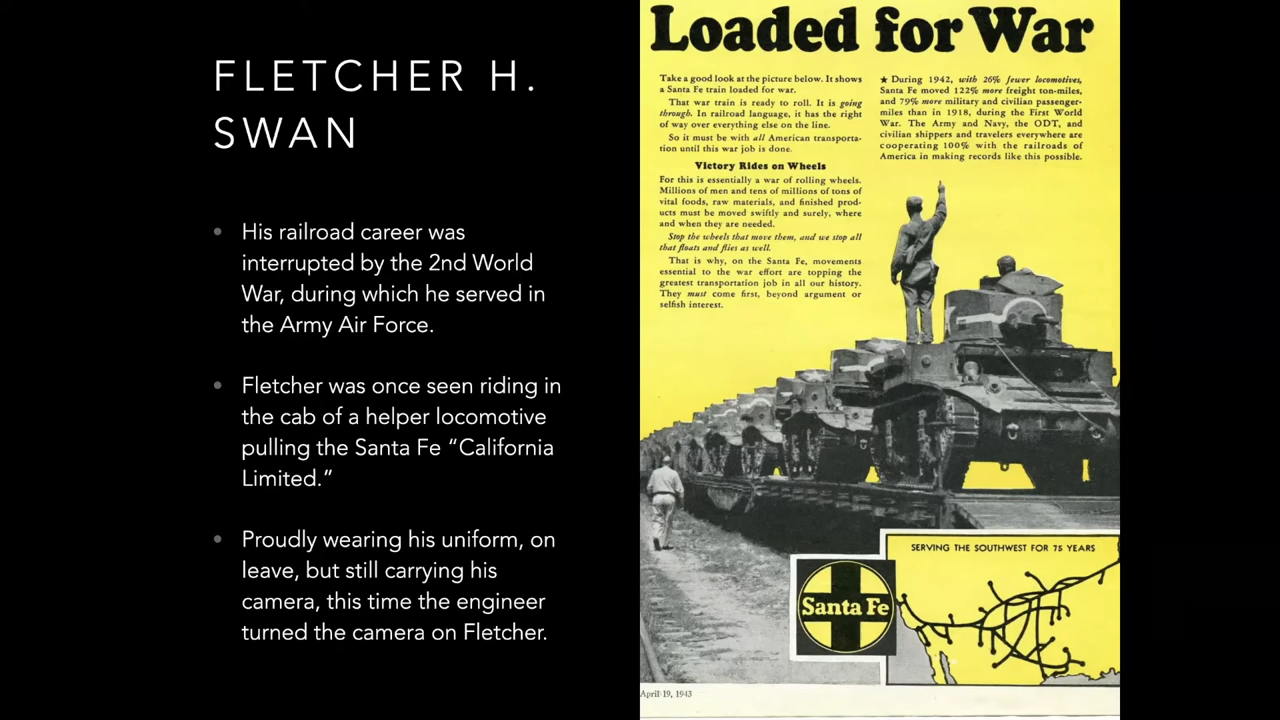 FLETCHER H.
SWAN
His railroad career was
interrupted by the 2nd World
War, during which he served in
the Army Air Force.
Fletcher was once seen riding in
the cab of a helper locomotive
pulling the Santa Fe “California
Limited.”
Proudly wearing his uniform, on
leave, but still carrying his
camera, this time the engineer
turned the camera on Fletcher.
Loaded for War
Take a good look at the picture below. It shows
a Santa Fe train loaded for war.
That war train is ready to roll. It is going
through. In railroad language, it has the right
of way over everything else on the line.
So it must be with all American transporta-
tion until this war job is done.
Victory Rides on Wheels
For this is essentially a war of rolling wheels.
Millions of men and tens of millions of tons of
vital foods, raw materials, and finished prod-
ucts must be moved swiftly and surely, where
and when they are needed.
Stop the wheels that move them, and we stop all
that floats and flies as well.
That is why, on the Santa Fe, movements
essential to the war effort are topping the
greatest transportation job in all our history.
They must come first, beyond argument or
selfish interest.
★ During 1942, with 26% fewer locomotives,
Santa Fe moved 122% more freight ton-miles,
and 79% more military and civilian passenger-
miles than in 1918, during the First World
War. The Army and Navy, the ODT, and
civilian shippers and travelers everywhere are
cooperating 100% with the railroads of
America in making records like this possible.
SERVING THE SOUTHWEST FOR 75 YEARS
Santa Fe
April 19, 1943